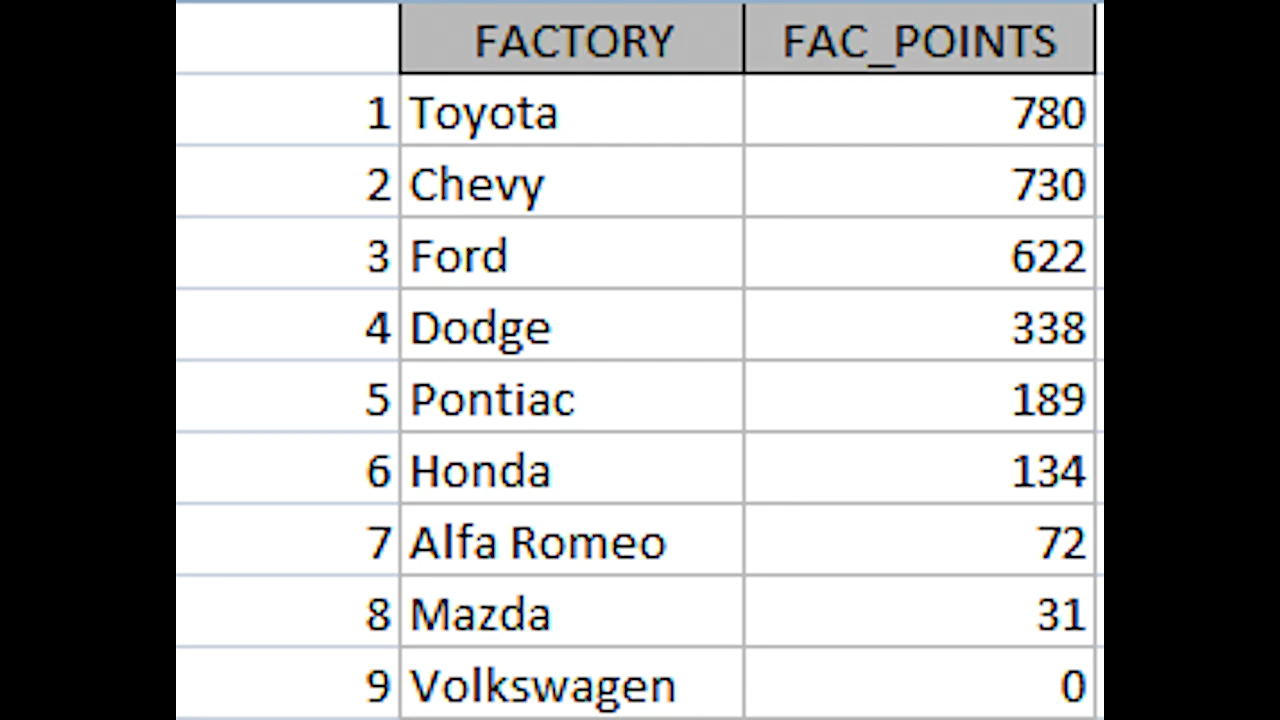 FACTORY FAC_POINTS
1 Toyota 780
2 Chevy 730
3 Ford 622
4 Dodge 338
5 Pontiac 189
6 Honda 134
7 Alfa Romeo 72
8 Mazda 31
9 Volkswagen 0